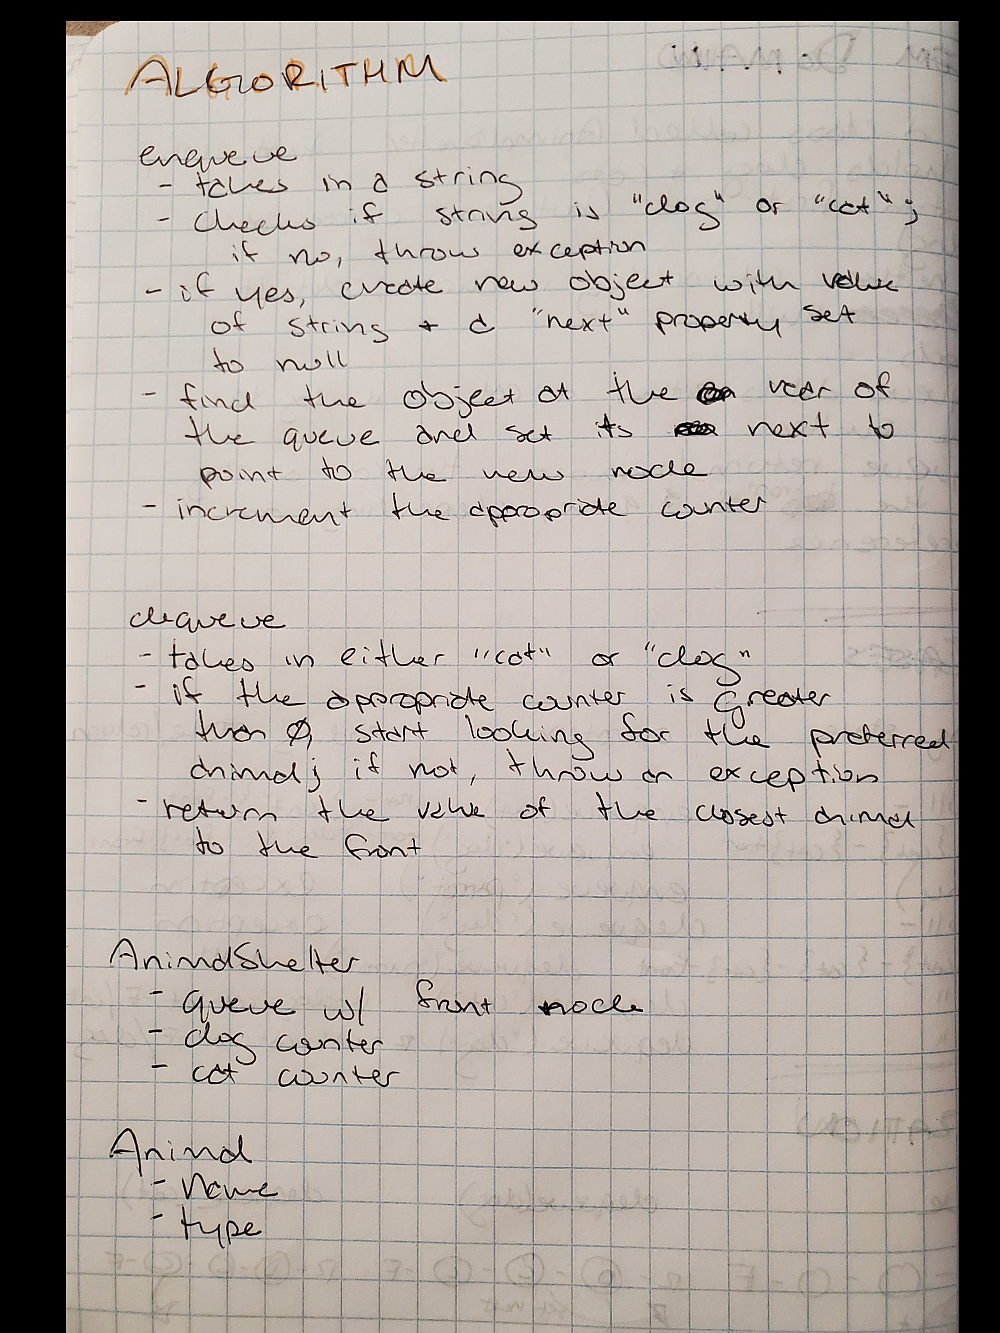 ALGORITHM
enqueue
- takes in a string
- checks if string is "dog" or "cat";
if no, throw exception
- if yes, create new object with value
of string + a "next" property set
to null
- find the object at the rear of
the queue and set its next to
point to the new node
- increment the appropriate counter
dequeue
- takes in either "cat" or "dog"
- if the appropriate counter is greater
than 0, start looking for the preferred
animal; if not, throw an exception
- return the value of the closest animal
to the front
AnimalShelter
- queue w/ front node
- dog counter
- cat counter
Animal
- name
- type